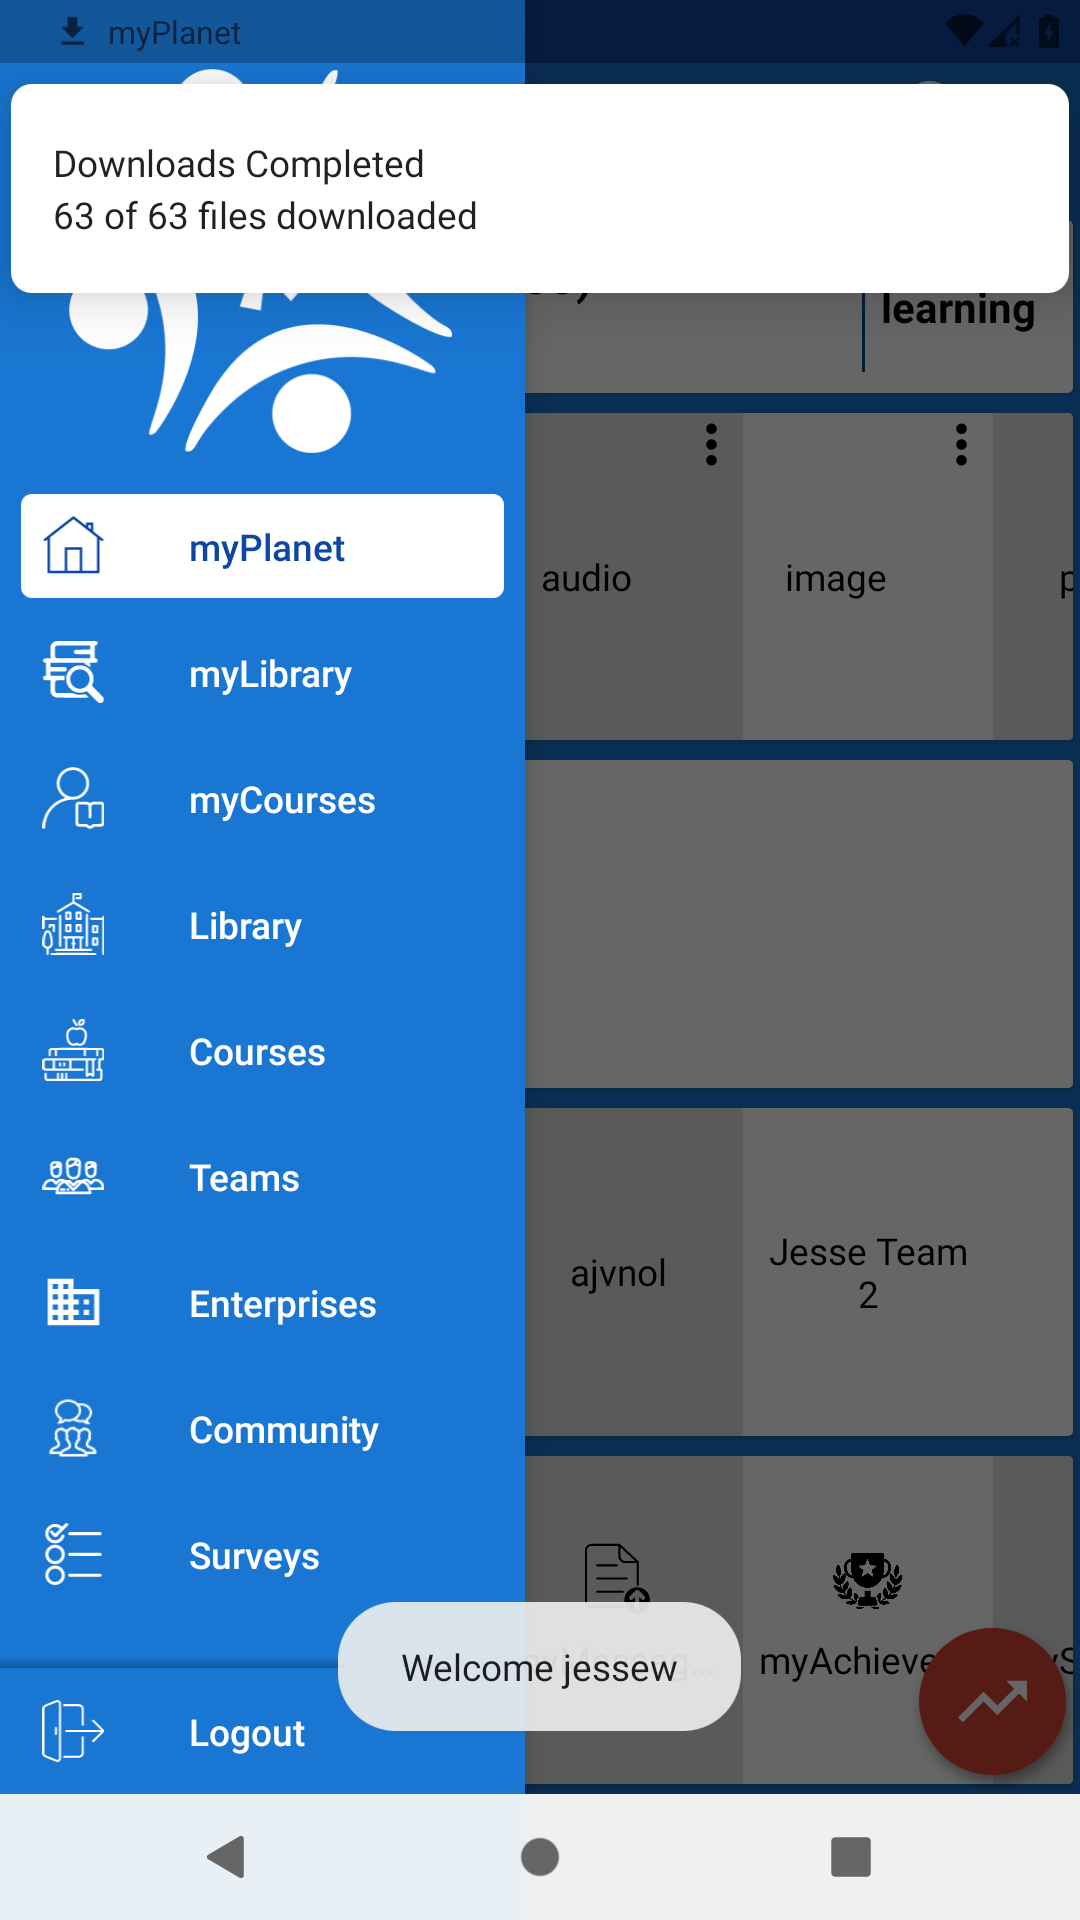 myPlanet
Downloads Completed
63 of 63 files downloaded
learning
myPlanet
myLibrary
myCourses
Library
Courses
Teams
Enterprises
Community
Surveys
Logout
audio
image
ajvnol
Jesse Team
2
myAchieve
Welcome jessew